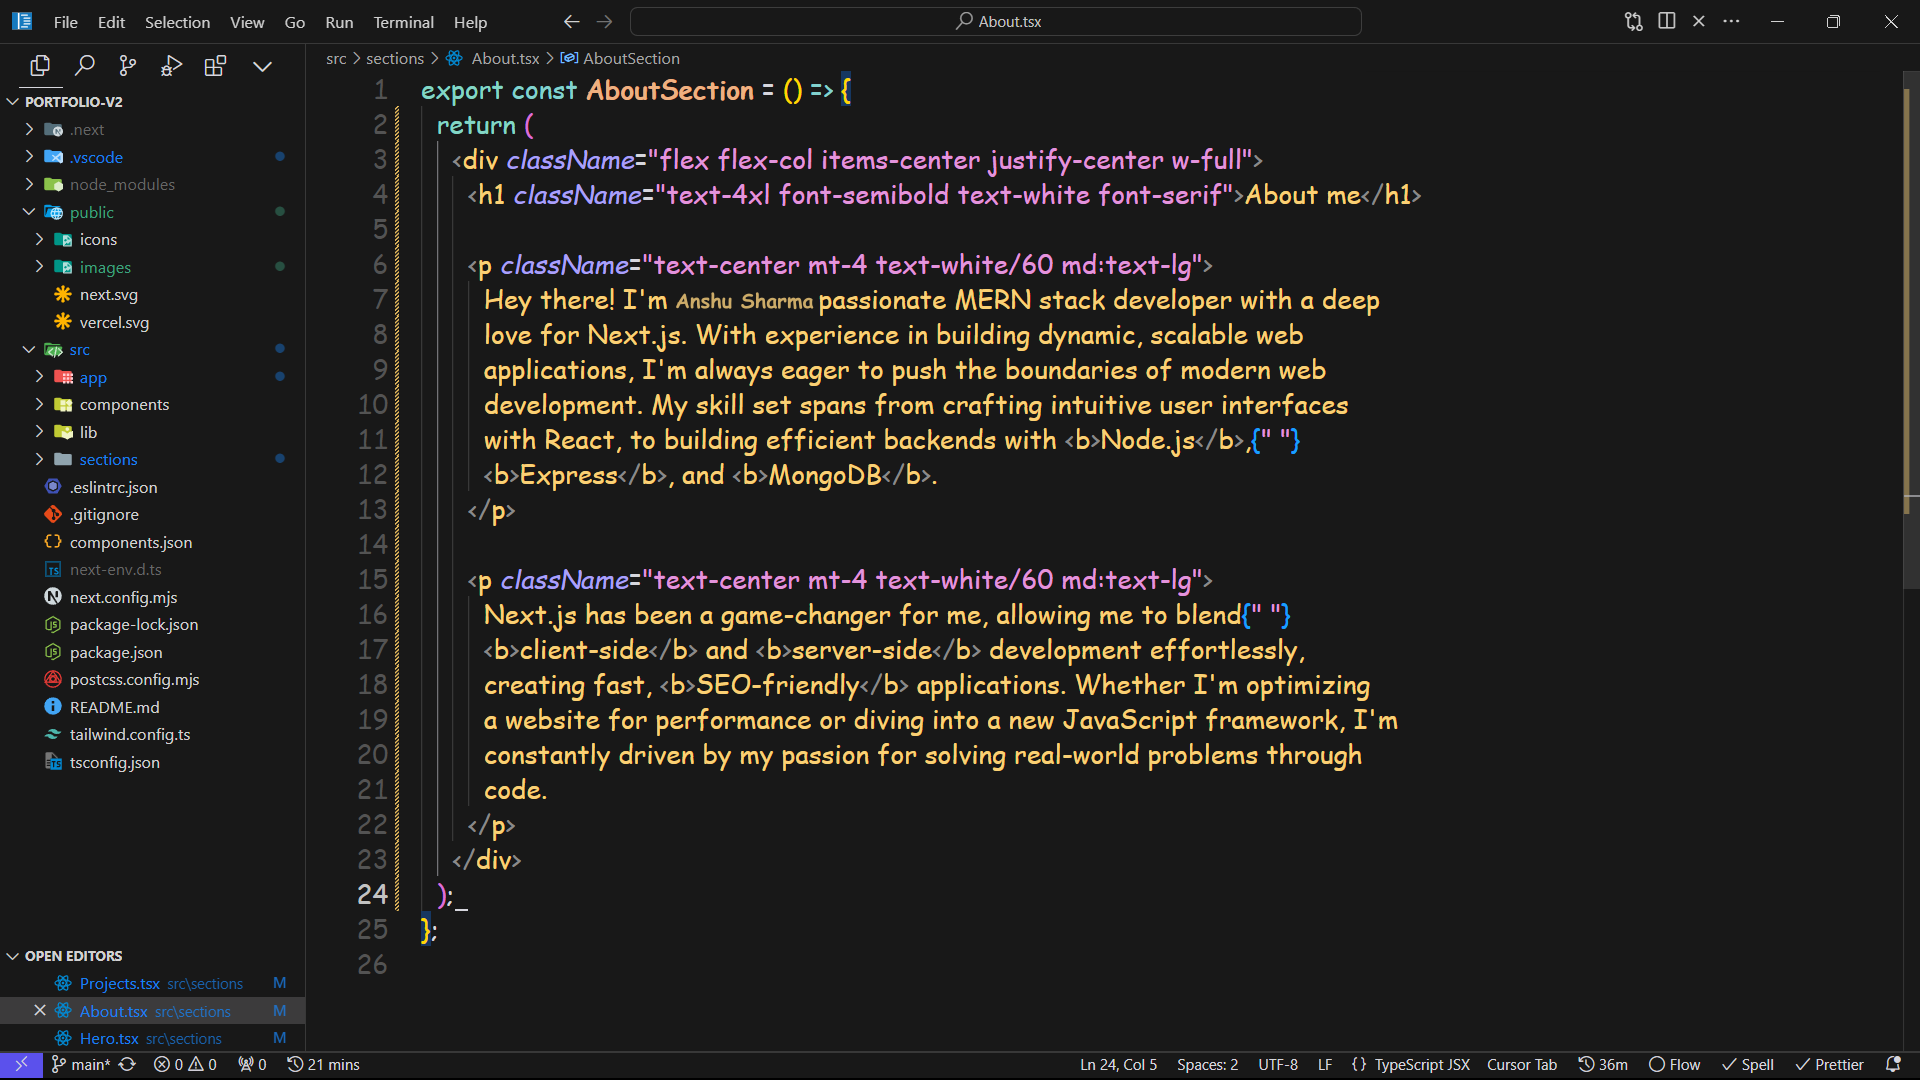 File Edit Selection View Go Run Terminal Help
About.tsx
PORTFOLIO-V2
.next
.vscode
node_modules
public
icons
images
next.svg
vercel.svg
src
app
components
lib
sections
.eslintrc.json
.gitignore
components.json
next-env.d.ts
next.config.mjs
package-lock.json
package.json
postcss.config.mjs
README.md
tailwind.config.ts
tsconfig.json
OPEN EDITORS
Projects.tsx src\sections M
About.tsx src\sections M
Hero.tsx src\sections M
src > sections > About.tsx > AboutSection
1 export const AboutSection = () => {
2 return (
3 <div className="flex flex-col items-center justify-center w-full">
4 <h1 className="text-4xl font-semibold text-white font-serif">About me</h1>
5
6 <p className="text-center mt-4 text-white/60 md:text-lg">
7 Hey there! I'm Anshu Sharma passionate MERN stack developer with a deep
8 love for Next.js. With experience in building dynamic, scalable web
9 applications, I'm always eager to push the boundaries of modern web
10 development. My skill set spans from crafting intuitive user interfaces
11 with React, to building efficient backends with <b>Node.js</b>,{" "}
12 <b>Express</b>, and <b>MongoDB</b>.
13 </p>
14
15 <p className="text-center mt-4 text-white/60 md:text-lg">
16 Next.js has been a game-changer for me, allowing me to blend{" "}
17 <b>client-side</b> and <b>server-side</b> development effortlessly,
18 creating fast, <b>SEO-friendly</b> applications. Whether I'm optimizing
19 a website for performance or diving into a new JavaScript framework, I'm
20 constantly driven by my passion for solving real-world problems through
21 code.
22 </p>
23 </div>
24 );
25 };
26
main* 0 0 0 21 mins Ln 24, Col 5 Spaces: 2 UTF-8 LF {} TypeScript JSX Cursor Tab 36m Flow Spell Prettier